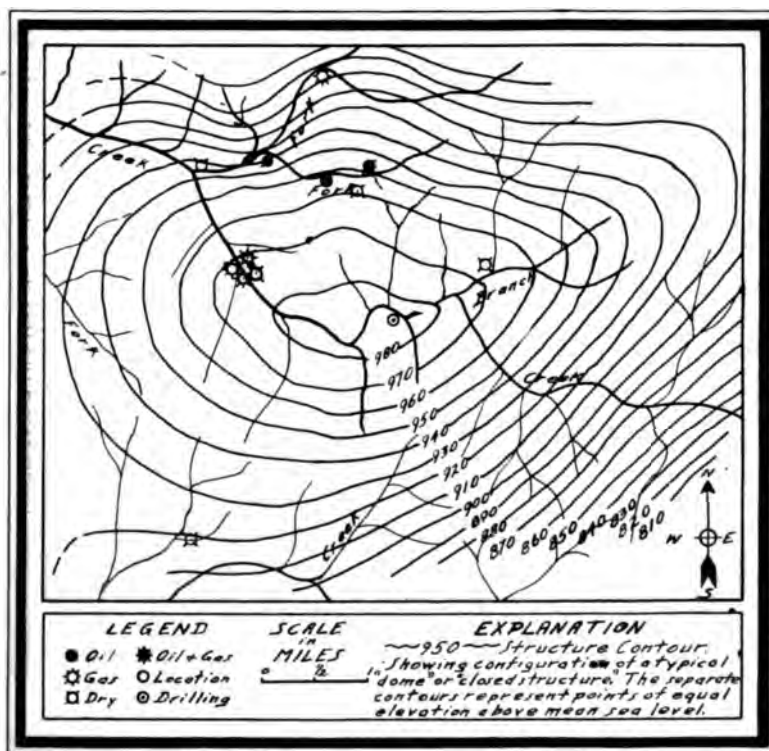 Fork
Creek
Fork
Fork
Branch
Creek
Creek
980
970
960
950
940
930
920
910
900
890
880
870
860
850
840
830
820
810
N
W E
S
LEGEND
Oil Oil + Gas
Gas Location
Dry Drilling
SCALE
in
MILES
0 ½ 1
EXPLANATION
950 Structure Contour.
Showing configuration of a typical
"dome" or "closed structure." The separate
contours represent points of equal
elevation above mean sea level.